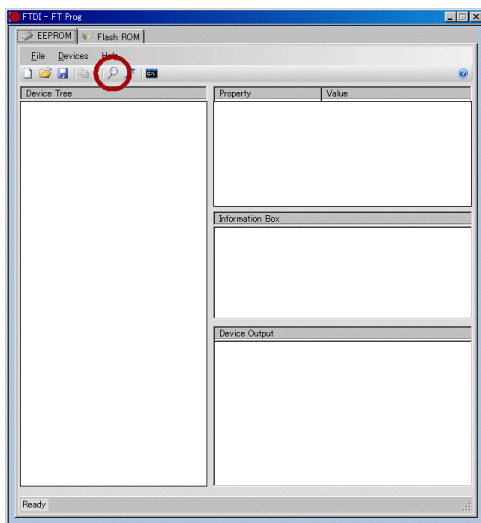 FTDI - FT Prog
EEPROM Flash ROM
File Devices Help
Device Tree
Property Value
Information Box
Device Output
Ready